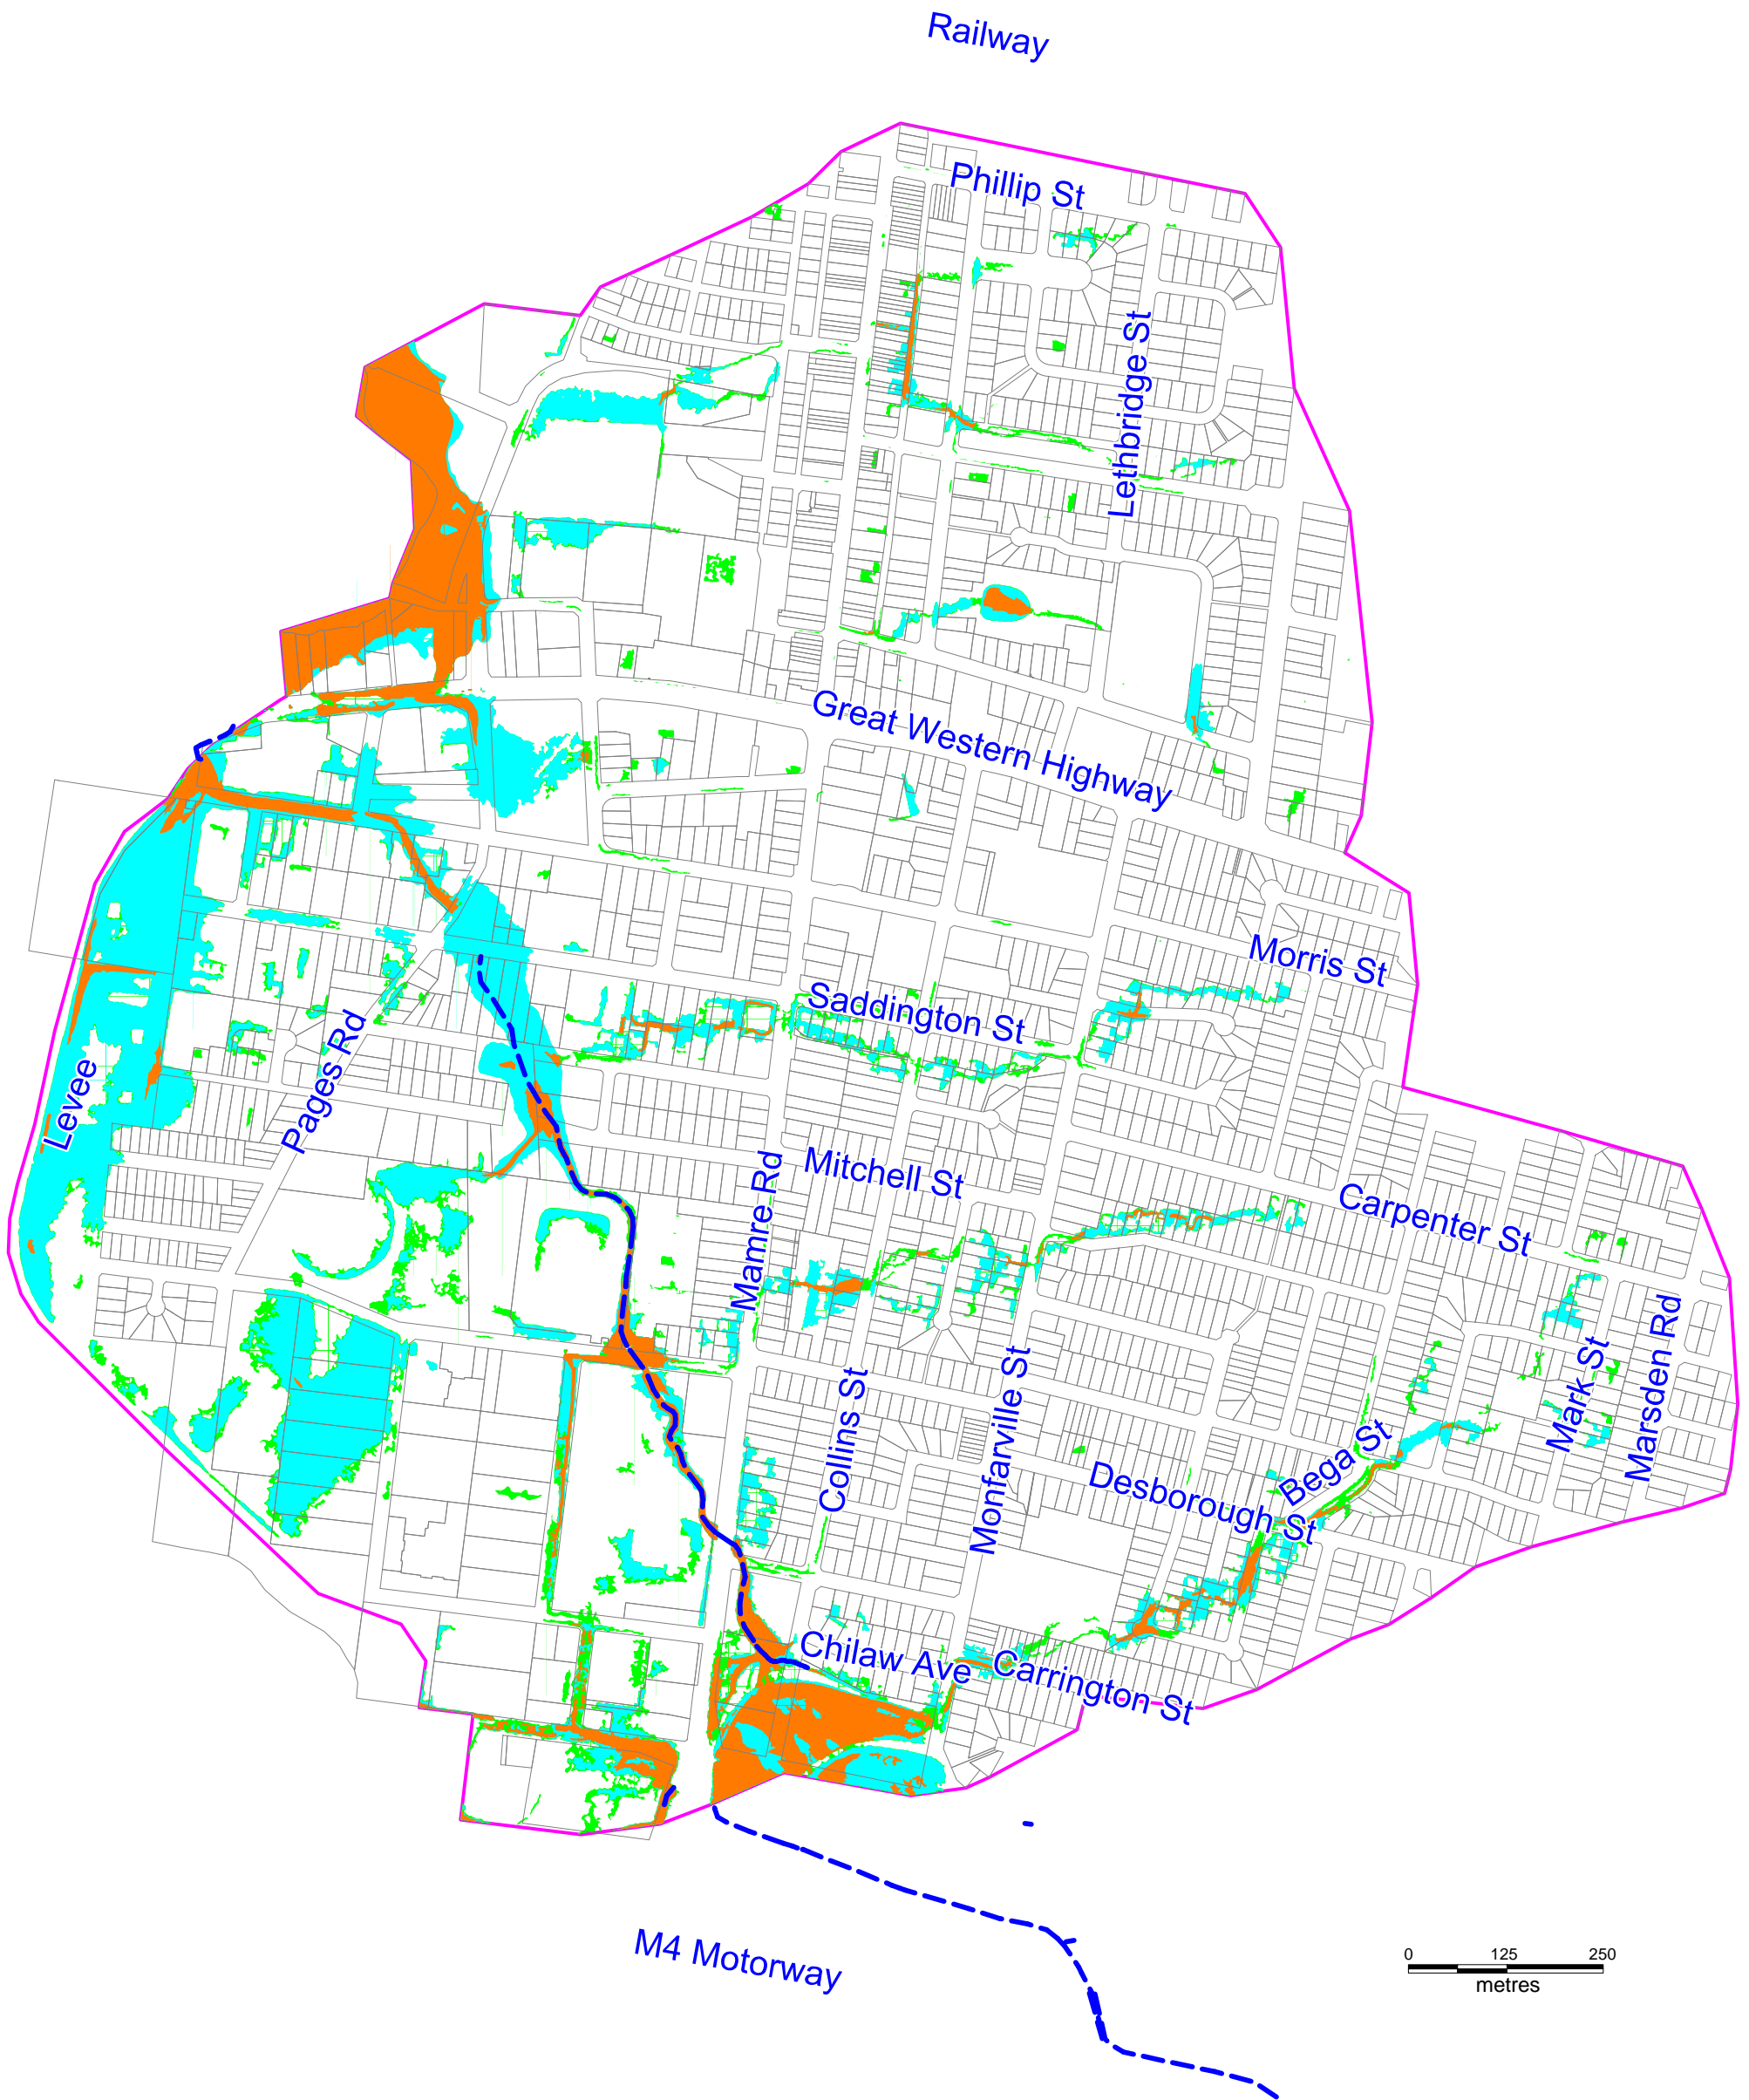 Railway
Phillip St
Lethbridge St
Great Western Highway
Morris St
Saddington St
Pages Rd
Levee
Mitchell St
Mamre Rd
Carpenter St
Mark St
Marsden Rd
Collins St
Monfarville St
Bega St
Desborough St
Chilaw Ave
Carrington St
M4 Motorway
0 125 250
metres